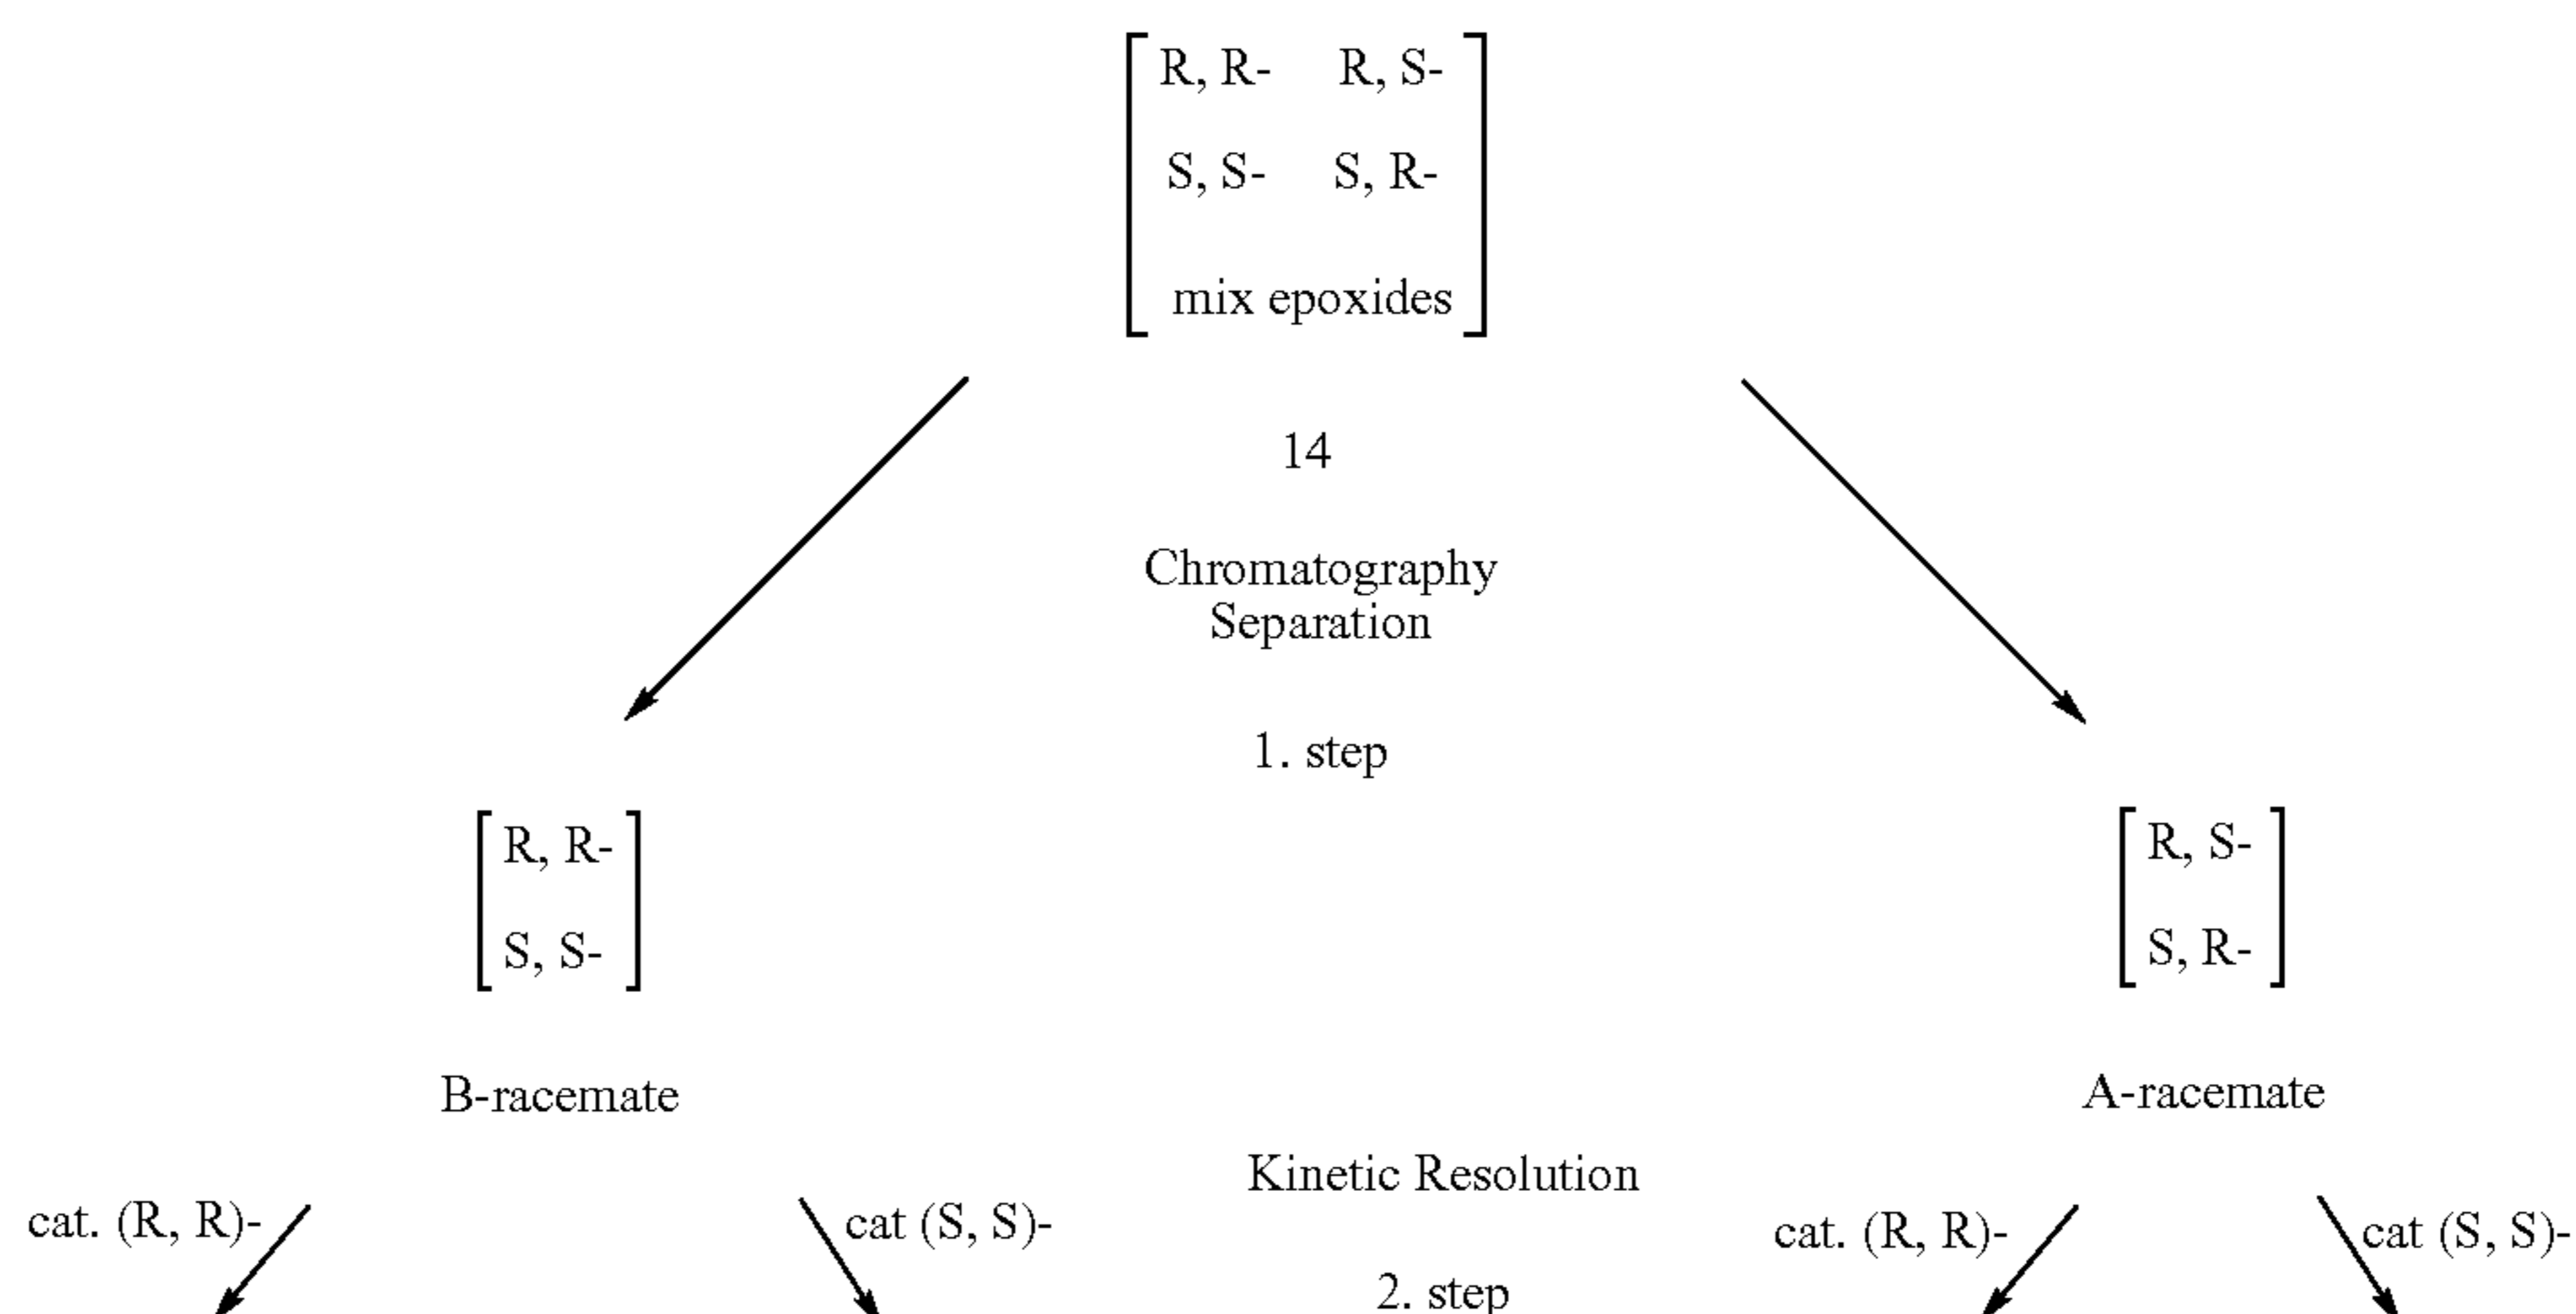 R, R- R, S-
S, S- S, R-
mix epoxides
14
Chromatography
Separation
1. step
R, R-
S, S-
B-racemate
R, S-
S, R-
A-racemate
Kinetic Resolution
cat. (R, R)-
cat (S, S)-
cat. (R, R)-
cat (S, S)-
2. step